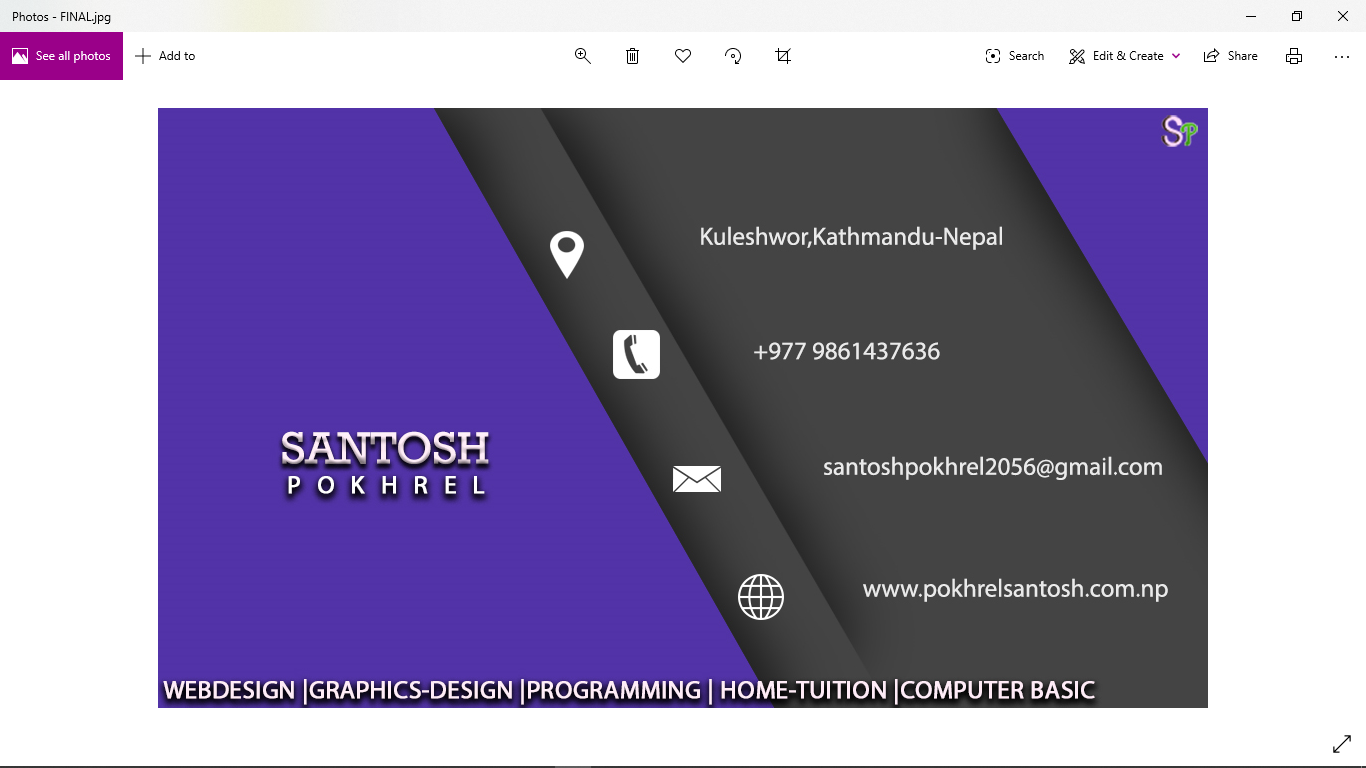 Photos - FINAL.jpg
See all photos
Add to
Search
Edit & Create
Share
SP
Kuleshwor,Kathmandu-Nepal
+977 9861437636
santoshpokhrel2056@gmail.com
www.pokhrelsantosh.com.np
SANTOSH
POKHREL
WEBDESIGN |GRAPHICS-DESIGN |PROGRAMMING | HOME-TUITION |COMPUTER BASIC